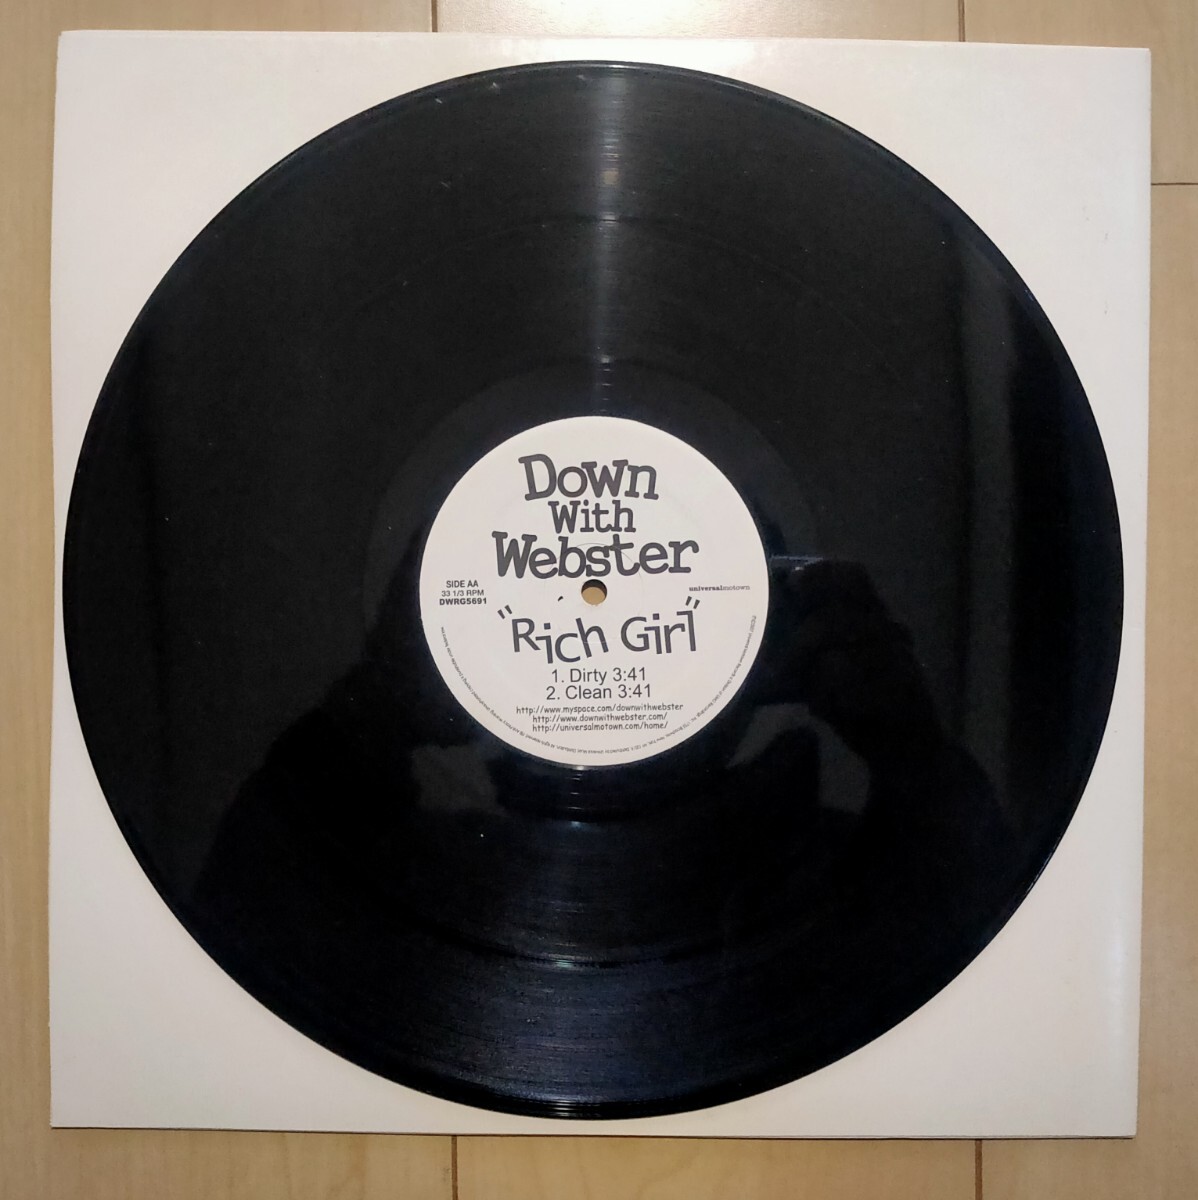 Down
With
Webster
SIDE AA
33 1/3 RPM
DWRG5691
universalmotown
"Rich Girl"
1. Dirty 3:41
2. Clean 3:41
http://www.myspace.com/downwithwebster
http://www.downwithwebster.com/
http://universalmotown.com/home/